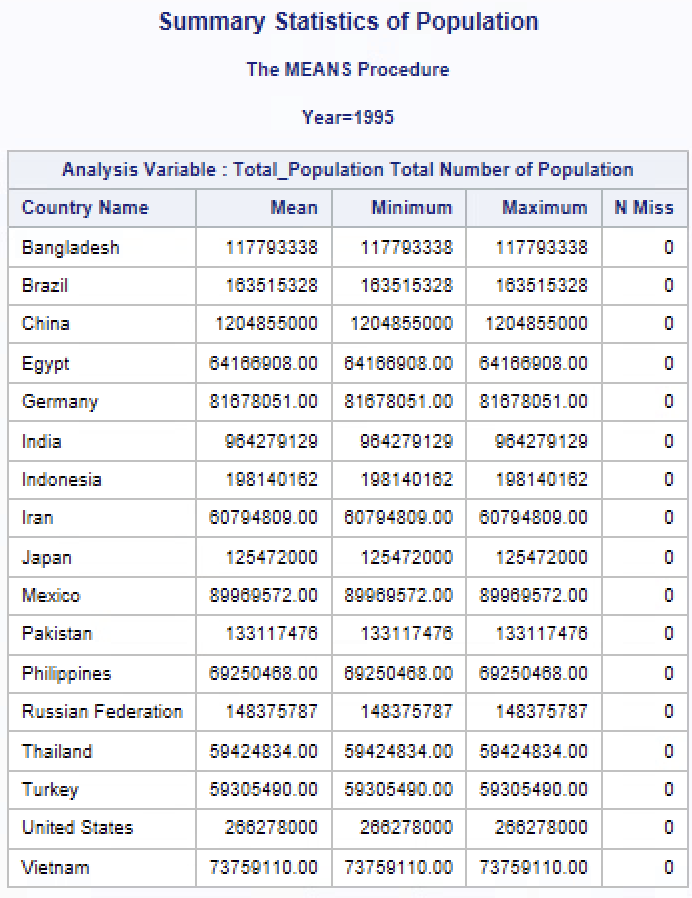 Summary Statistics of Population
The MEANS Procedure
Year=1995
Analysis Variable : Total_Population Total Number of Population
Country Name Mean Minimum Maximum N Miss
Bangladesh 117793338 117793338 117793338 0
Brazil 163515328 163515328 163515328 0
China 1204855000 1204855000 1204855000 0
Egypt 64166908.00 64166908.00 64166908.00 0
Germany 81678051.00 81678051.00 81678051.00 0
India 964279129 964279129 964279129 0
Indonesia 198140162 198140162 198140162 0
Iran 60794809.00 60794809.00 60794809.00 0
Japan 125472000 125472000 125472000 0
Mexico 89969572.00 89969572.00 89969572.00 0
Pakistan 133117476 133117476 133117476 0
Philippines 69250468.00 69250468.00 69250468.00 0
Russian Federation 148375787 148375787 148375787 0
Thailand 59424834.00 59424834.00 59424834.00 0
Turkey 59305490.00 59305490.00 59305490.00 0
United States 266278000 266278000 266278000 0
Vietnam 73759110.00 73759110.00 73759110.00 0